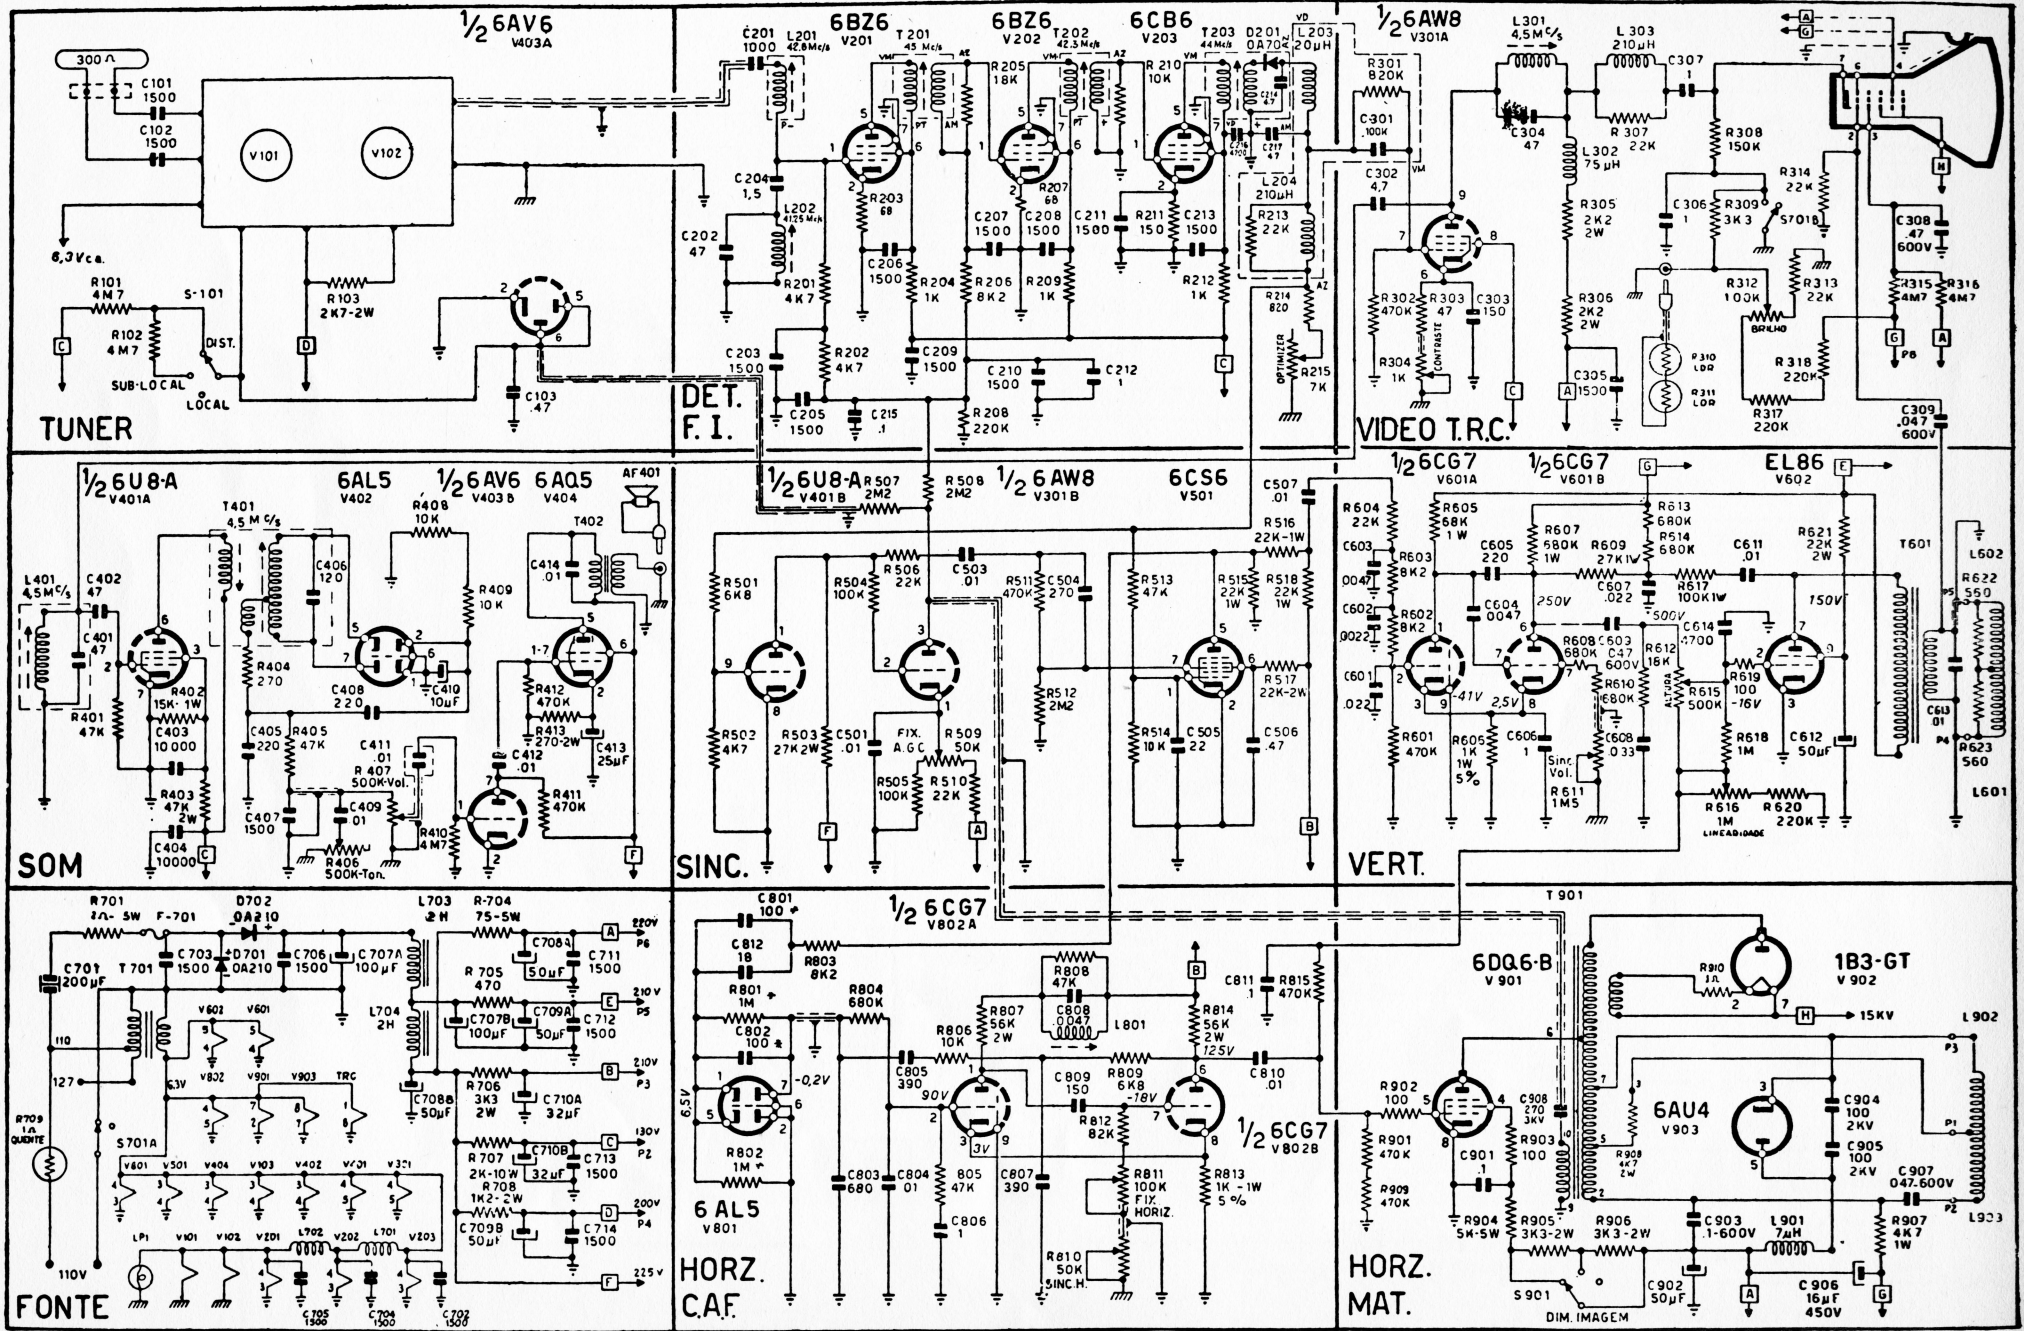 ½ 6AV6
V403A
300Ω
C101
1500
C102
1500
V101
V102
6,3V ca.
R101
4M7
S-101
R102
4M7
DIST.
SUB-LOCAL
LOCAL
R103
2K7-2W
C
D
2
5
6
C103
.47
TUNER
C201
1000
L201
42.8Mc/s
6BZ6
V201
T201
45 Mc/s
6BZ6
V202
T202
42.3Mc/s
6CB6
V203
T203
44Mc/s
D201
OA70
L203
20µH
R205
18K
R210
10K
C204
1,5
L202
41.25 Mc/s
C202
47
R203
68
R207
68
C206
1500
C207
1500
C208
1500
C211
1500
R211
150
C213
1500
C216
4700
C217
47
L204
210µH
R213
22K
R201
4K7
R204
1K
R206
8K2
R209
1K
R212
1K
R214
820
C203
1500
R202
4K7
C209
1500
C210
1500
C212
1
OPTIMIZER
R215
7K
C205
1500
C215
.1
R208
220K
C
DET.
F. I.
½ 6AW8
V301A
R301
820K
C301
.100K
C302
4,7
L301
4,5 Mc/s
L303
210µH
C307
1
C304
47
R307
22K
L302
75µH
R308
150K
R305
2K2
2W
C306
1
R309
3K3
S701B
R314
22K
C308
.47
600V
R302
470K
R303
47
C303
150
R306
2K2
2W
R304
1K
CONTRASTE
C305
1500
R310
LDR
R311
LDR
R312
100K
BRILHO
R313
22K
R315
4M7
R316
4M7
R318
220K
R317
220K
C309
.047
600V
P8
VIDEO T.R.C.
½ 6U8-A
V401A
6AL5
V402
½ 6AV6
V403B
6AQ5
V404
AF401
T401
4,5 Mc/s
R408
10K
T402
L401
4,5Mc/s
C402
47
C401
47
C406
120
R409
10K
C414
.01
R404
270
R402
15K-1W
C403
10000
R401
47K
R403
47K
2W
C404
10000
C408
220
C410
10µF
C405
220
R405
47K
C411
.01
R407
500K-Vol.
C407
1500
C409
.01
R406
500K-Ton.
R412
470K
R413
270-2W
C412
.01
C413
25µF
R411
470K
R410
4M7
SOM
½ 6U8-A
V401B
R507
2M2
R508
2M2
½ 6AW8
V301B
6CS6
V501
C507
.01
R516
22K-1W
R501
6K8
R504
100K
R506
22K
C503
.01
R511
470K
C504
270
R513
47K
R515
22K
1W
R518
22K
1W
R512
2M2
R517
22K-2W
R502
4K7
R503
27K 2W
C501
.01
FIX.
A.G.C
R509
50K
R505
100K
R510
22K
R514
10K
C505
22
C506
.47
SINC.
½ 6CG7
V601A
½ 6CG7
V601B
EL86
V602
R604
22K
R605
68K
1W
R607
680K
1W
R613
680K
R614
680K
R621
22K
2W
T601
L602
C603
.0047
R603
8K2
C605
220
R609
27K1W
C607
.022
R617
100K 1W
C611
.01
R622
560
C602
.0022
R602
8K2
C604
.0047
250V
500V
150V
C614
4700
R608
680K
C609
.047
600V
R612
18K
R619
100
-16V
C601
.022
-41V
2,5V
R610
680K
ALTURA
R615
500K
R601
470K
R606
1K
1W
5%
C606
1
Sinc
Vol.
C608
.033
R611
1M5
R618
1M
C612
50µF
C613
.01
R623
560
L601
R616
1M
LINEARIDADE
R620
220K
VERT.
R701
2Ω-5W
F-701
D702
OA210
L703
2H
R-704
75-5W
A
220V
P6
C701
200µF
T701
C703
1500
D701
OA210
C706
1500
C707A
100µF
C708A
50µF
C711
1500
R705
470
E
210V
P5
L704
2H
C707B
100µF
C709A
50µF
C712
1500
V602
V601
110
127
6,3V
V802
V901
V903
TRC
B
210V
P3
C708B
50µF
R706
3K3
2W
C710A
32µF
R709
1Ω
QUENTE
S701A
C
130V
P2
R707
2K-10W
C710B
32µF
C713
1500
R708
1K2-2W
D
200V
P4
C709B
50µF
C714
1500
V801
V501
V404
V103
V402
V401
V301
LP1
V101
V102
V201
L702
V202
L701
V203
110V
F
225V
C705
1500
C704
1500
C702
1500
FONTE
C801
100
½ 6CG7
V802A
C812
18
R803
8K2
R801
1M
R804
680K
C802
100
6,5V
-0,2V
R802
1M
6AL5
V801
C803
680
C804
.01
C805
390
R806
10K
R807
56K
2W
R808
47K
C808
.0047
L801
R814
56K
2W
125V
C811
.1
R815
470K
90V
C809
150
R809
6K8
-18V
C810
.01
3V
R812
82K
½ 6CG7
V802B
805
47K
C807
390
R811
100K
FIX.
HORIZ.
R813
1K-1W
5%
C806
1
R810
50K
SINC.H.
HORZ.
C.A.F.
T901
6DQ6-B
V901
R910
1Ω
1B3-GT
V902
H
15KV
L902
P3
R902
100
C908
270
3KV
6AU4
V903
C904
100
2KV
C905
100
2KV
P1
R901
470K
C901
.1
R903
100
R908
4K7
2W
R909
470K
C907
.047-600V
P2
L903
R904
5K-5W
R905
3K3-2W
R906
3K3-2W
C903
.1-600V
L901
7µH
R907
4K7
1W
S901
DIM. IMAGEM
C902
50µF
C906
16µF
450V
A
G
HORZ.
MAT.